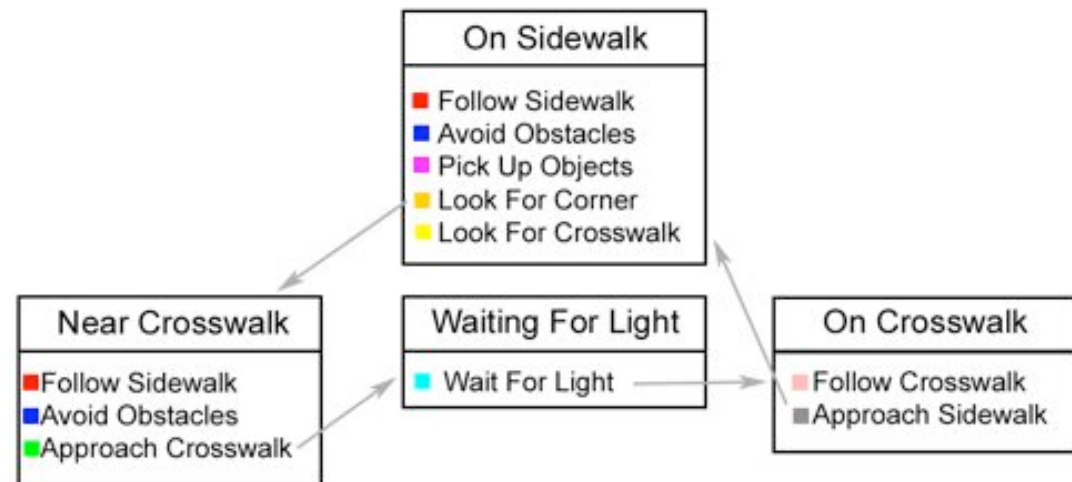 On Sidewalk
Follow Sidewalk
Avoid Obstacles
Pick Up Objects
Look For Corner
Look For Crosswalk
Near Crosswalk
Follow Sidewalk
Avoid Obstacles
Approach Crosswalk
Waiting For Light
Wait For Light
On Crosswalk
Follow Crosswalk
Approach Sidewalk